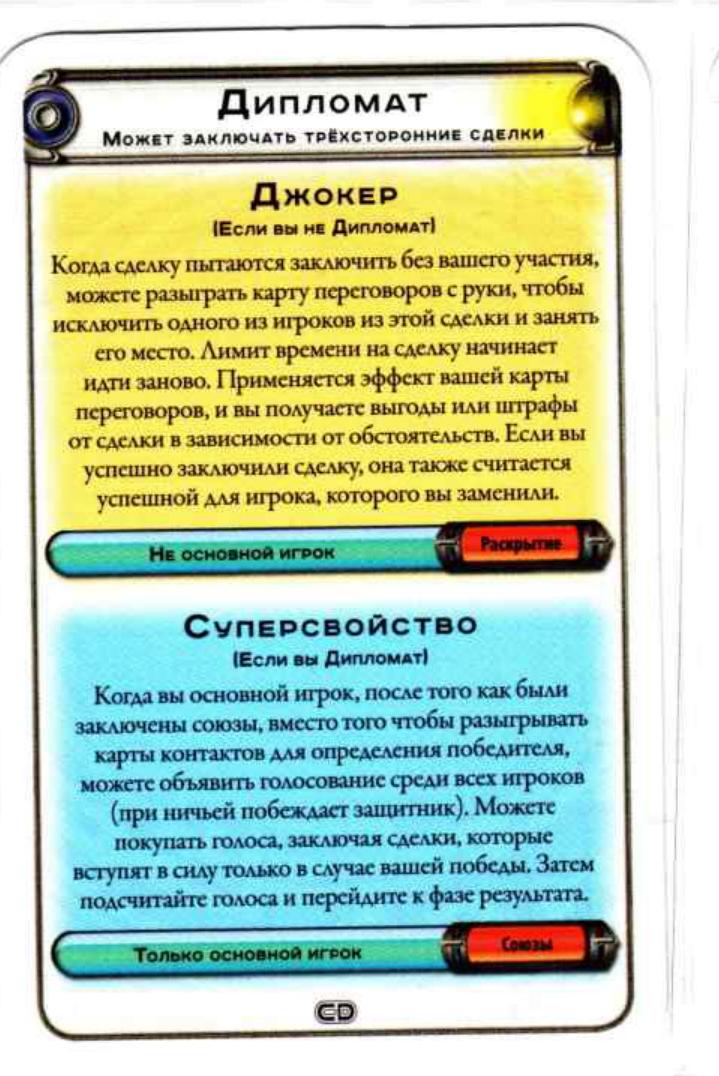 Дипломат
Может заключать трёхсторонние сделки
Джокер
(Если вы не Дипломат)
Когда сделку пытаются заключить без вашего участия,
можете разыграть карту переговоров с руки, чтобы
исключить одного из игроков из этой сделки и занять
его место. Лимит времени на сделку начинает
идти заново. Применяется эффект вашей карты
переговоров, и вы получаете выгоды или штрафы
от сделки в зависимости от обстоятельств. Если вы
успешно заключили сделку, она также считается
успешной для игрока, которого вы заменили.
Не основной игрок
Раскрытие
Суперсвойство
(Если вы Дипломат)
Когда вы основной игрок, после того как были
заключены союзы, вместо того чтобы разыгрывать
карты контактов для определения победителя,
можете объявить голосование среди всех игроков
(при ничьей побеждает защитник). Можете
покупать голоса, заключая сделки, которые
вступят в силу только в случае вашей победы. Затем
подсчитайте голоса и перейдите к фазе результата.
Только основной игрок
Союзы
CD